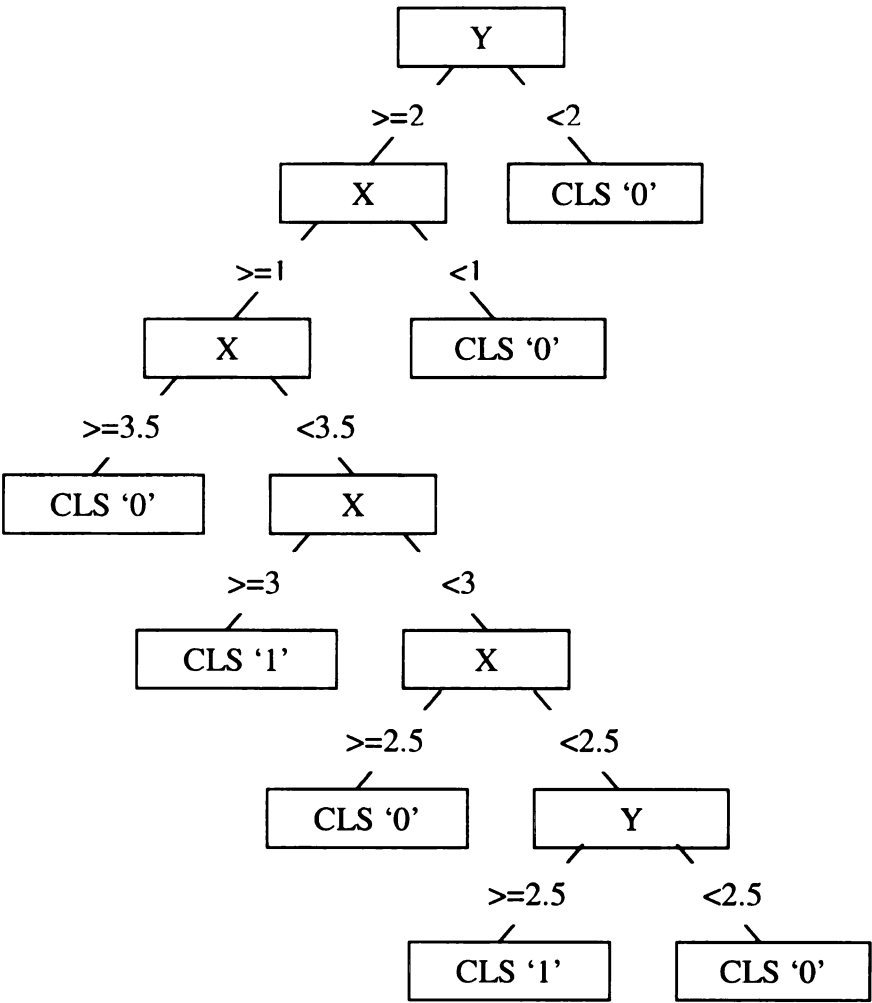 Y
>=2 <2
X CLS ‘0’
>=1 <1
X CLS ‘0’
>=3.5 <3.5
CLS ‘0’ X
>=3 <3
CLS ‘1’ X
>=2.5 <2.5
CLS ‘0’ Y
>=2.5 <2.5
CLS ‘1’ CLS ‘0’